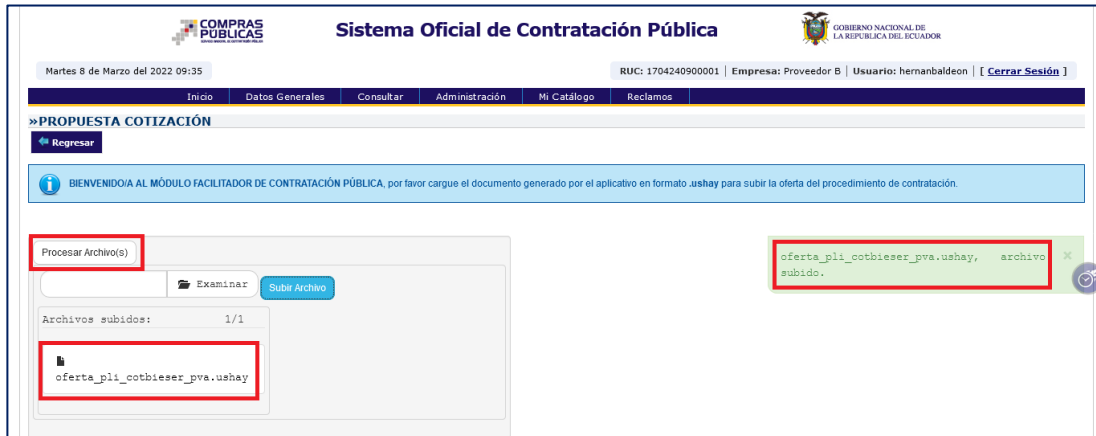 COMPRAS
PÚBLICAS
Sistema Oficial de Contratación Pública
GOBIERNO NACIONAL DE
LA REPUBLICA DEL ECUADOR
Martes 8 de Marzo del 2022 09:35
RUC: 1704240900001 | Empresa: Proveedor B | Usuario: hernanbaldeon | [ Cerrar Sesión ]
Inicio | Datos Generales | Consultar | Administración | Mi Catálogo | Reclamos
»PROPUESTA COTIZACIÓN
Regresar
BIENVENIDO/A AL MÓDULO FACILITADOR DE CONTRATACIÓN PÚBLICA, por favor cargue el documento generado por el aplicativo en formato .ushay para subir la oferta del procedimiento de contratación.
Procesar Archivo(s)
oferta_pli_cotbieser_pva.ushay, archivo ×
subido.
Examinar Subir Archivo
Archivos subidos: 1/1
oferta_pli_cotbieser_pva.ushay